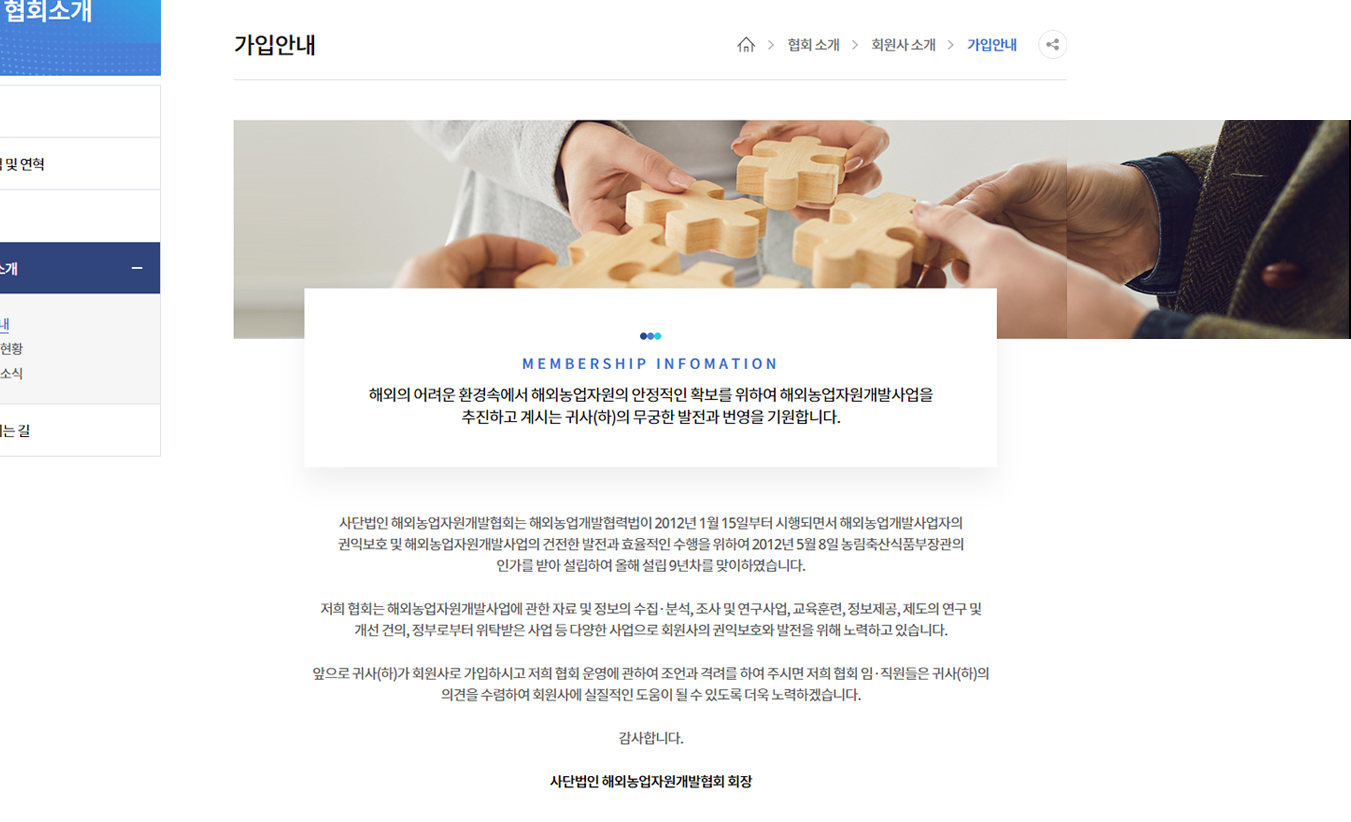 협회소개
및 연혁
소개
현황
소식
는 길
가입안내
협회 소개
회원사 소개
가입안내
MEMBERSHIP INFOMATION
해외의 어려운 환경속에서 해외농업자원의 안정적인 확보를 위하여 해외농업자원개발사업을
추진하고 계시는 귀사(하)의 무궁한 발전과 번영을 기원합니다.
사단법인 해외농업자원개발협회는 해외농업개발협력법이 2012년 1월 15일부터 시행되면서 해외농업개발사업자의
권익보호 및 해외농업자원개발사업의 건전한 발전과 효율적인 수행을 위하여 2012년 5월 8일 농림축산식품부장관의
인가를 받아 설립하여 올해 설립 9년차를 맞이하였습니다.
저희 협회는 해외농업자원개발사업에 관한 자료 및 정보의 수집·분석, 조사 및 연구사업, 교육훈련, 정보제공, 제도의 연구 및
개선 건의, 정부로부터 위탁받은 사업 등 다양한 사업으로 회원사의 권익보호와 발전을 위해 노력하고 있습니다.
앞으로 귀사(하)가 회원사로 가입하시고 저희 협회 운영에 관하여 조언과 격려를 하여 주시면 저희 협회 임·직원들은 귀사(하)의
의견을 수렴하여 회원사에 실질적인 도움이 될 수 있도록 더욱 노력하겠습니다.
감사합니다.
사단법인 해외농업자원개발협회 회장